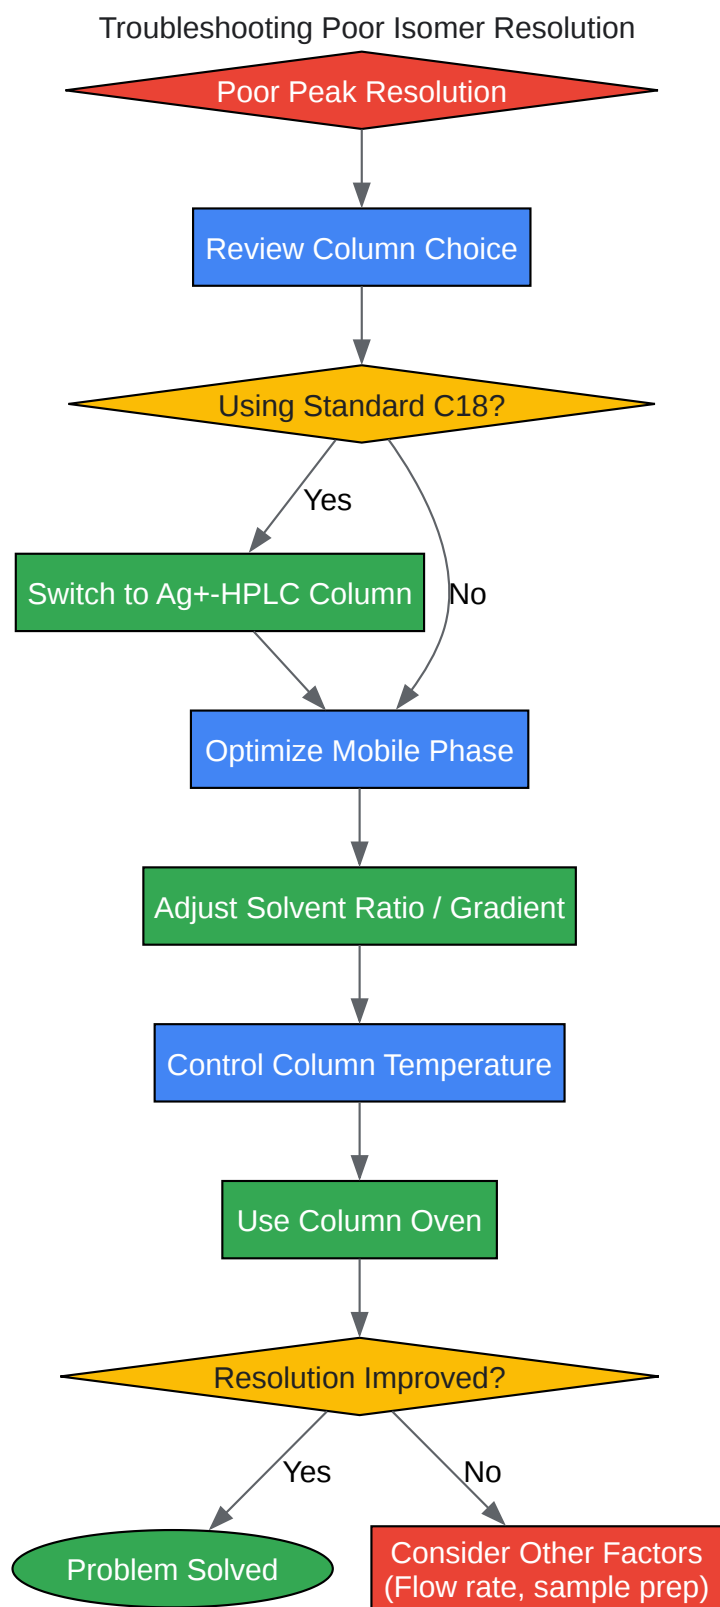 Troubleshooting Poor Isomer Resolution
Poor Peak Resolution
Review Column Choice
Using Standard C18?
Yes
Switch to Ag+-HPLC Column
No
Optimize Mobile Phase
Adjust Solvent Ratio / Gradient
Control Column Temperature
Use Column Oven
Resolution Improved?
Yes
No
Problem Solved
Consider Other Factors
(Flow rate, sample prep)